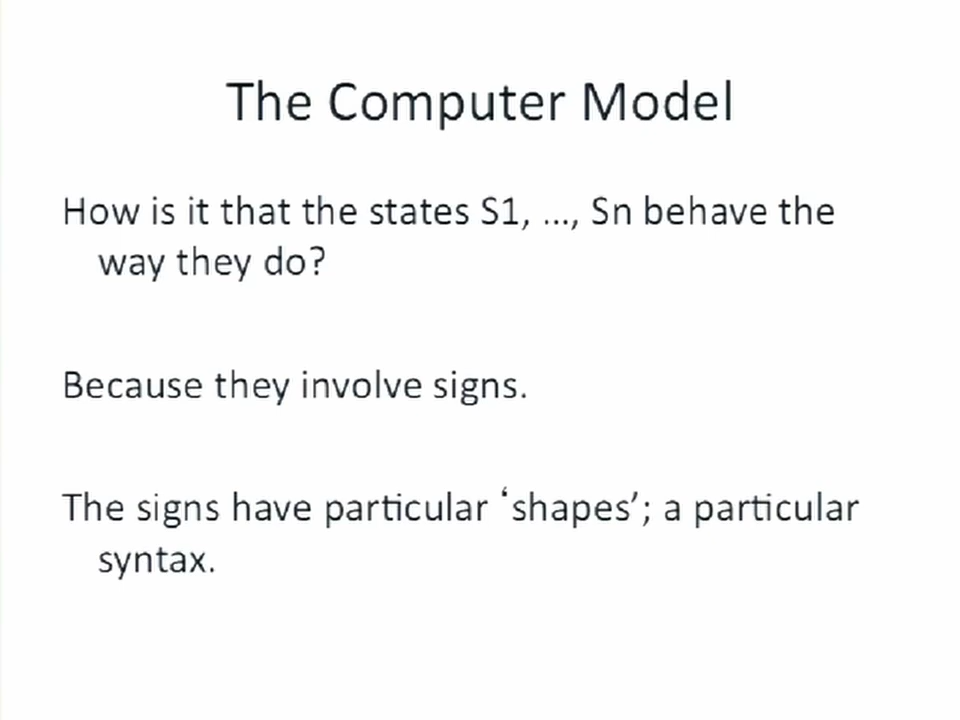 The Computer Model
How is it that the states S1, ..., Sn behave the
way they do?
Because they involve signs.
The signs have particular ‘shapes’; a particular
syntax.